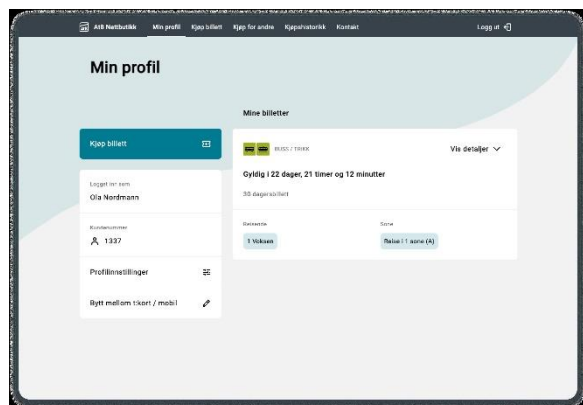 AtB Nettbutikk Min profil Kjøp billett Kjøp for andre Kjøpshistorikk Kontakt Logg ut
Min profil
Mine billetter
Kjøp billett
BUSS / TRIKK Vis detaljer
Gyldig i 22 dager, 21 timer og 12 minutter
30 dagersbillett
Logget inn som
Ola Nordmann
Reisende Sone
1 Voksen Reise i 1 sone (A)
Kundenummer
1337
Profilinnstillinger
Bytt mellom t:kort / mobil